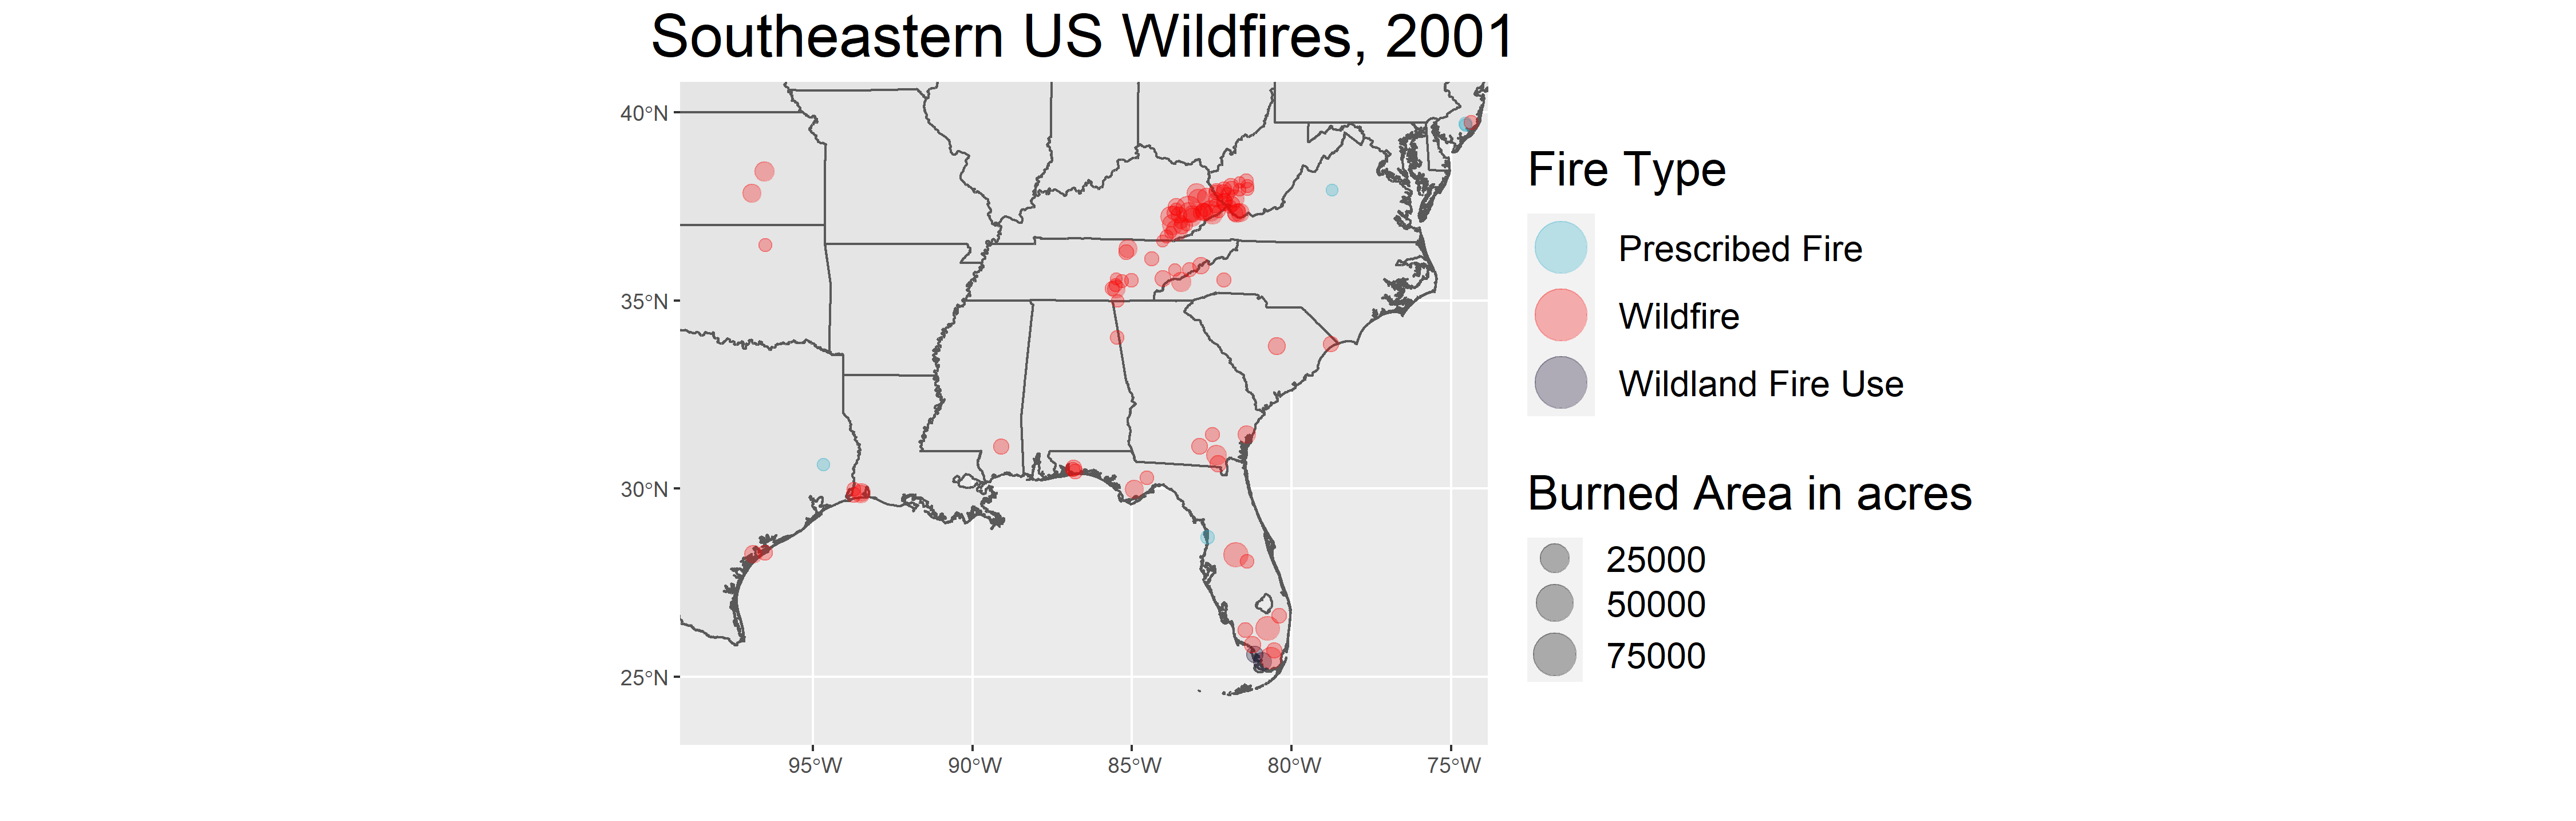 Southeastern US Wildfires, 2001
40°N
35°N
30°N
25°N
95°W
90°W
85°W
80°W
75°W
Fire Type
Prescribed Fire
Wildfire
Wildland Fire Use
Burned Area in acres
25000
50000
75000